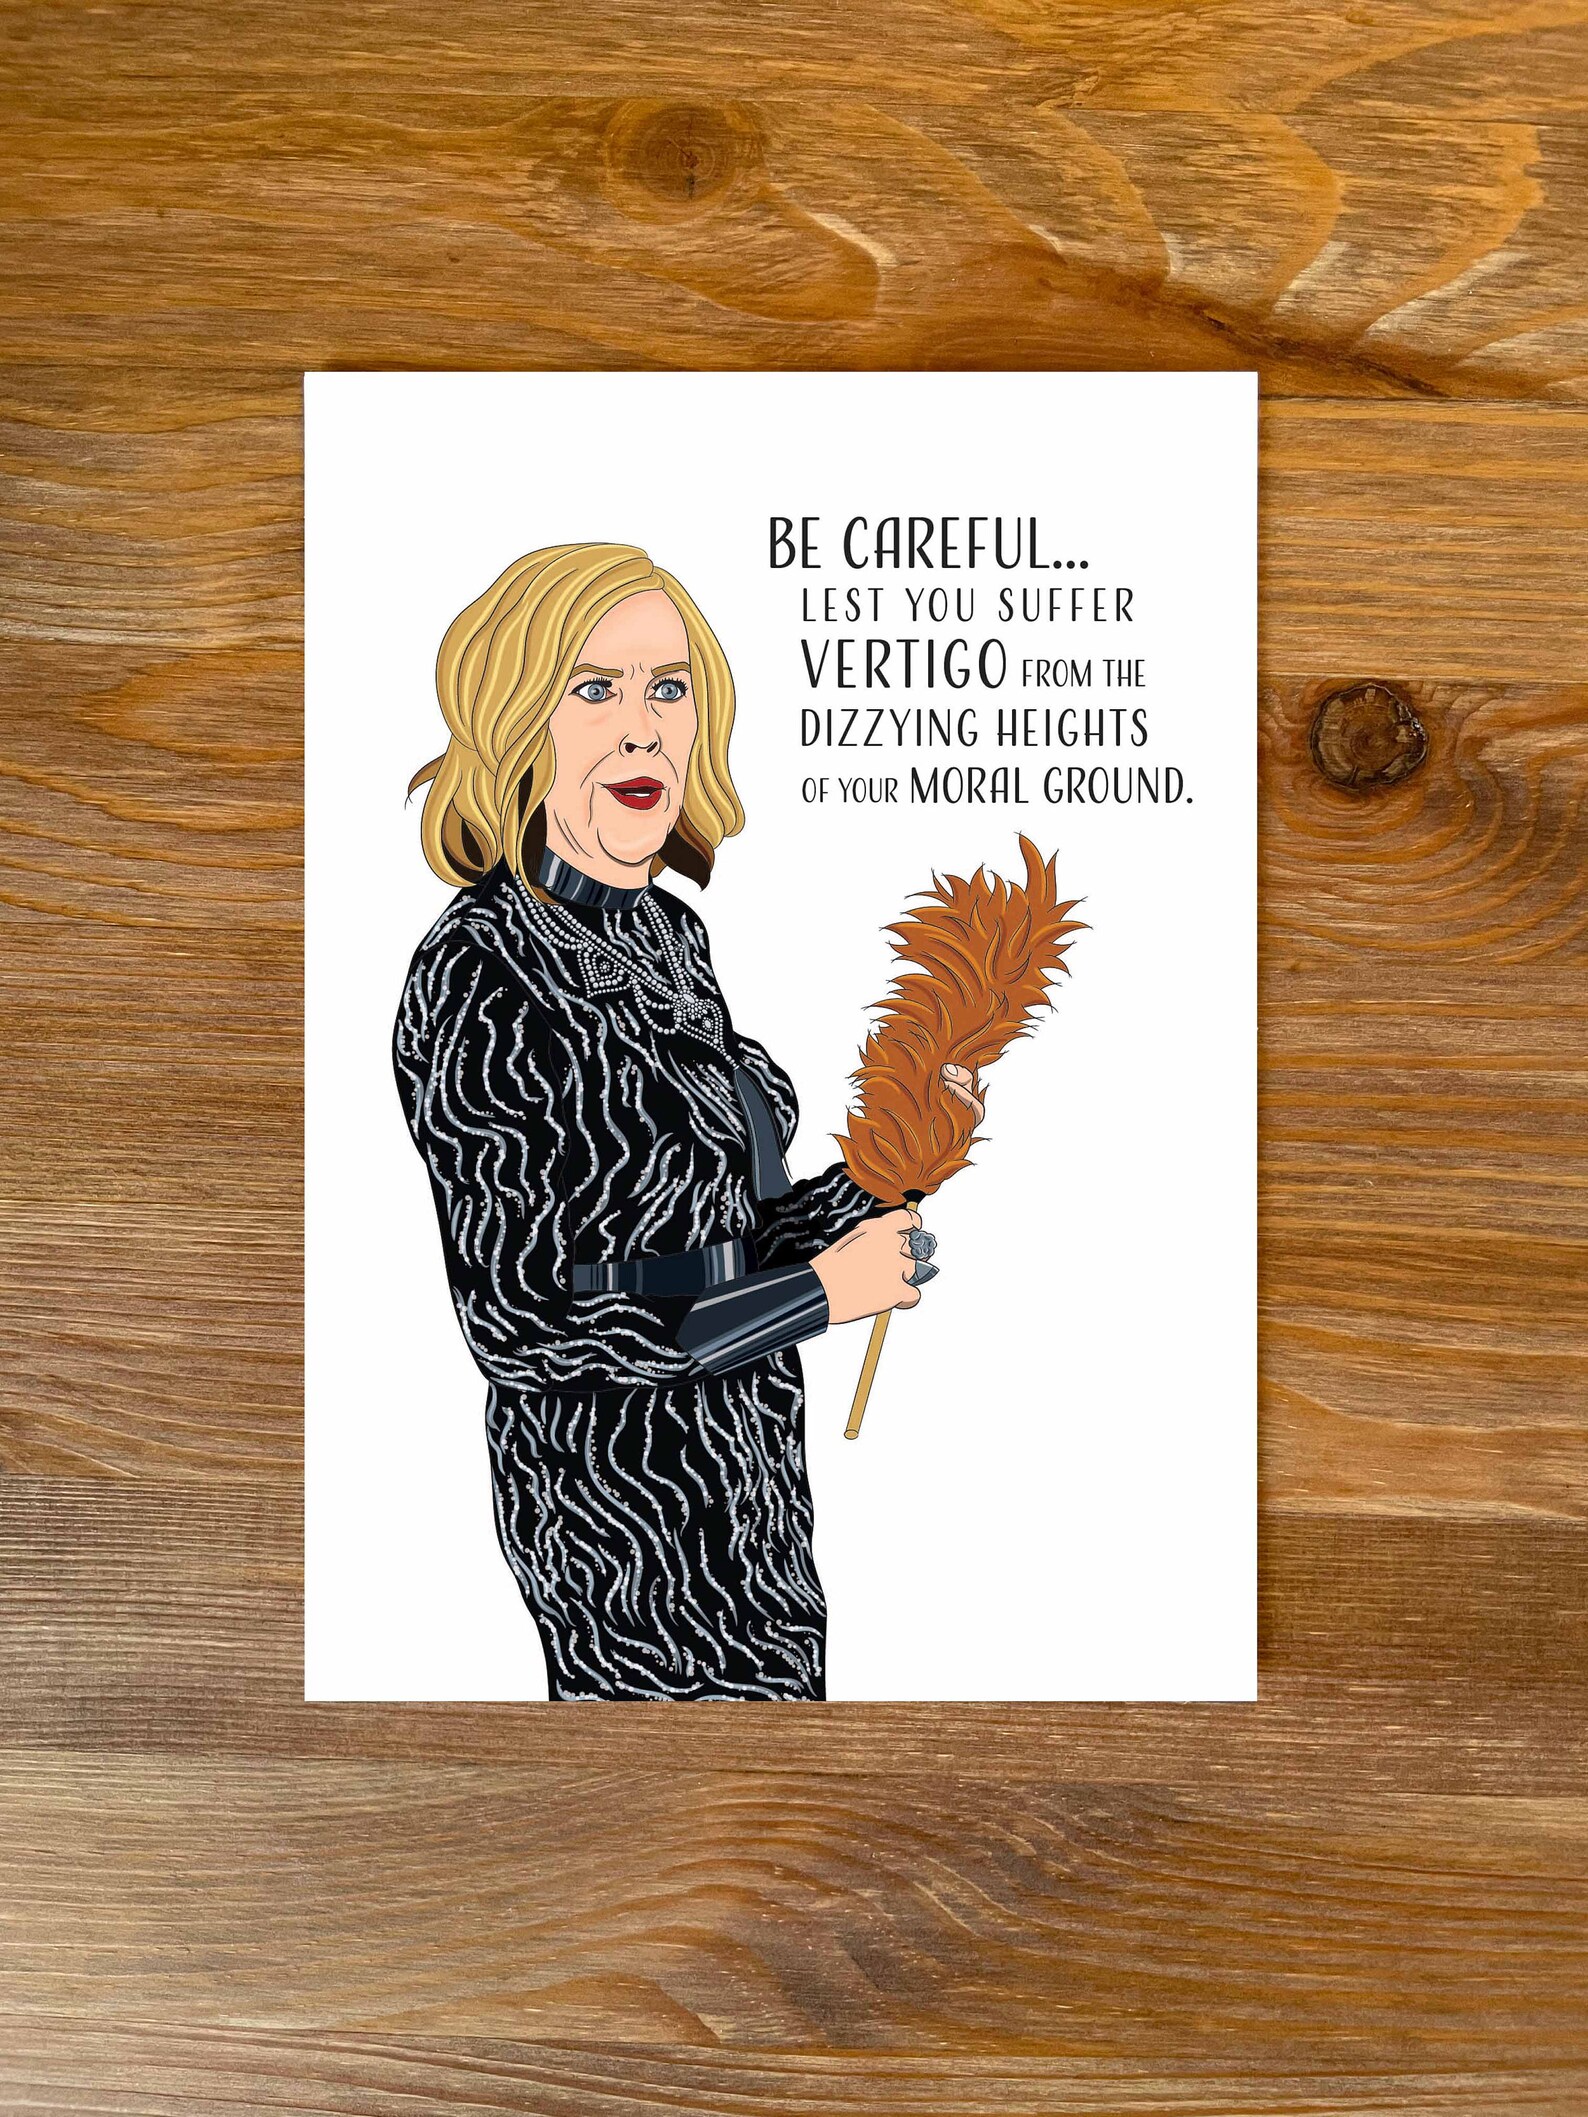 BE CAREFUL...
LEST YOU SUFFER
VERTIGO FROM THE
DIZZYING HEIGHTS
OF YOUR MORAL GROUND.